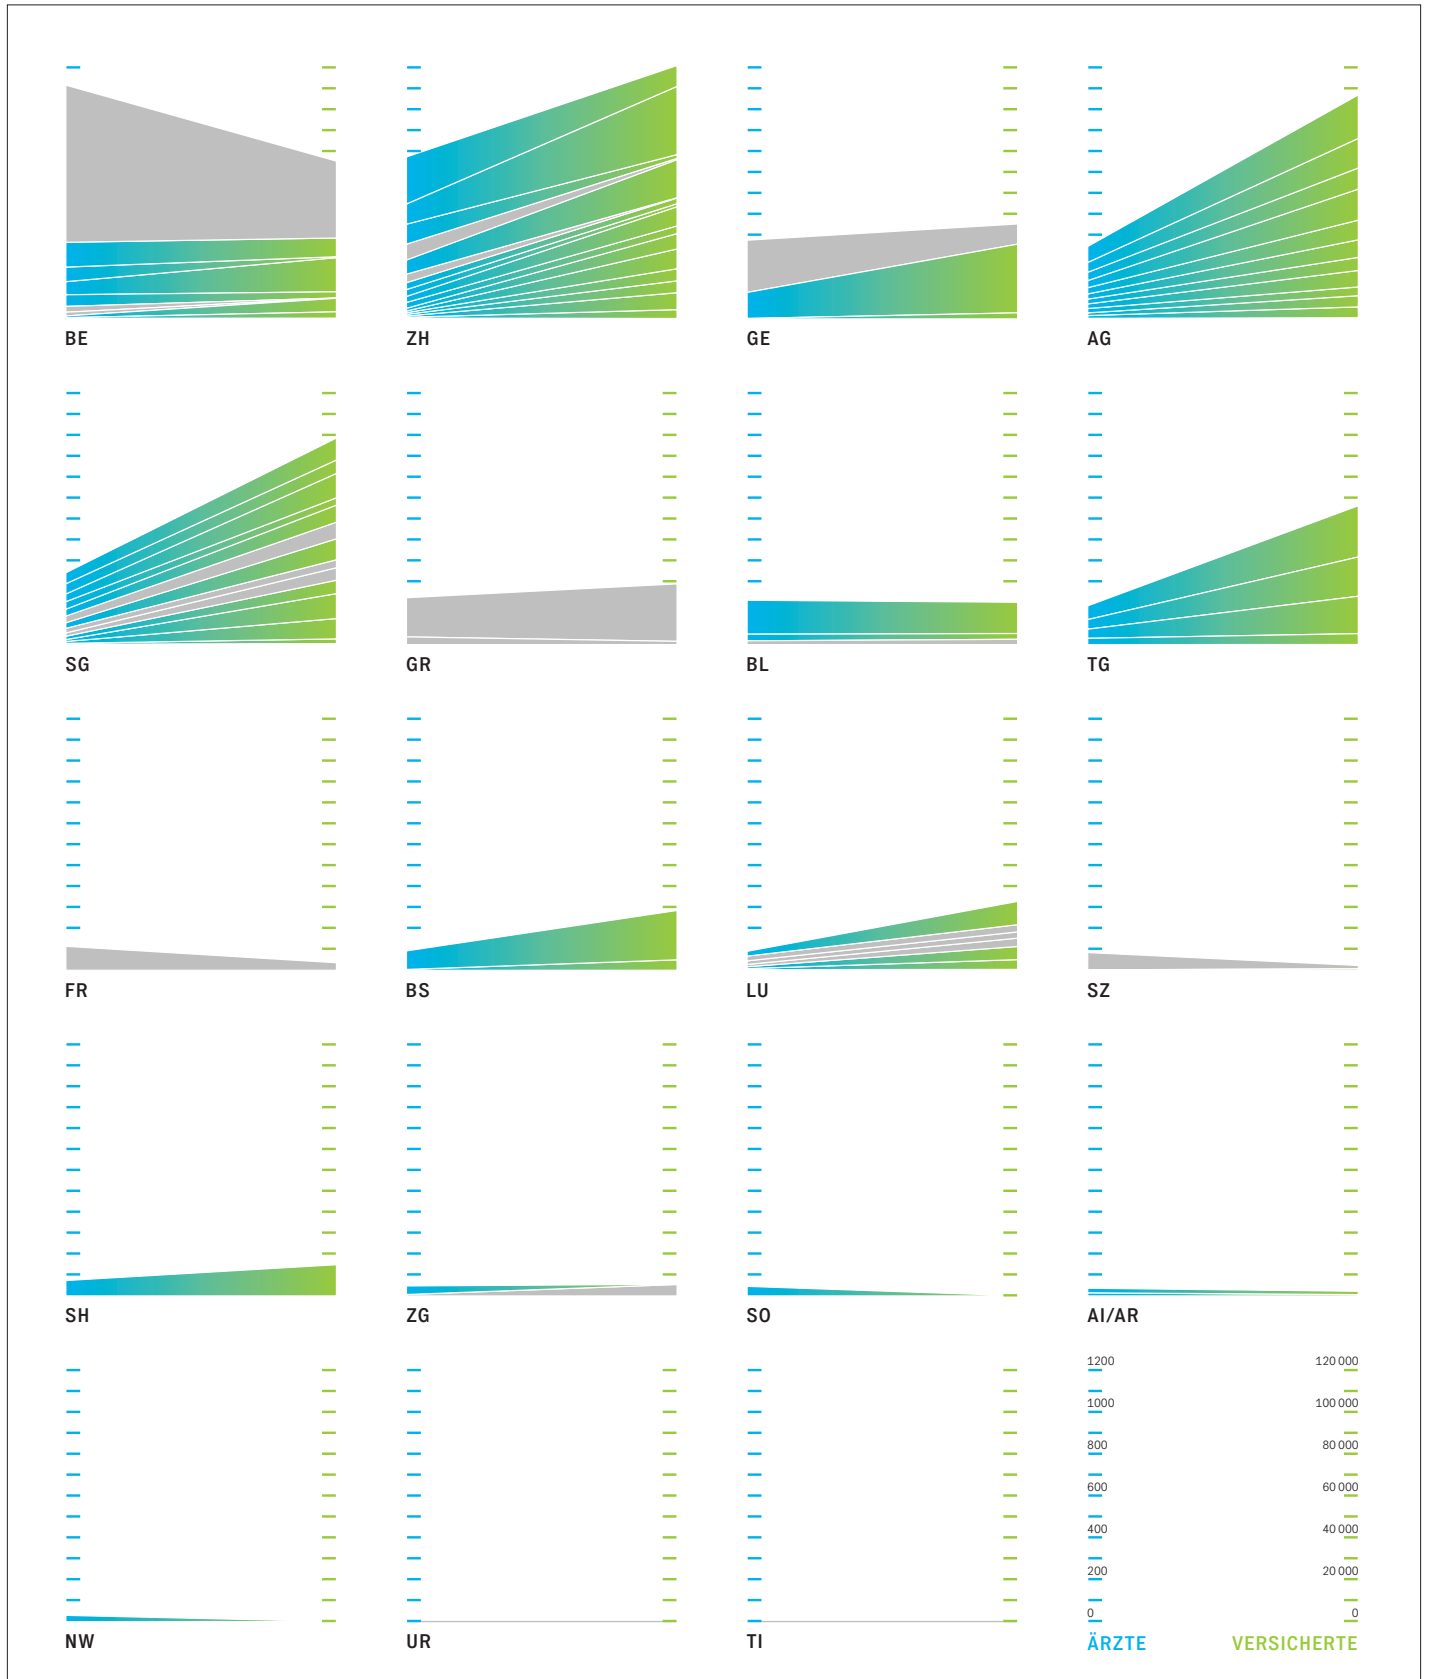 BE ZH GE AG
SG GR BL TG
FR BS LU SZ
SH ZG SO AI/AR
1200 120 000
1000 100 000
800 80 000
600 60 000
400 40 000
200 20 000
0 0
NW UR TI ÄRZTE VERSICHERTE